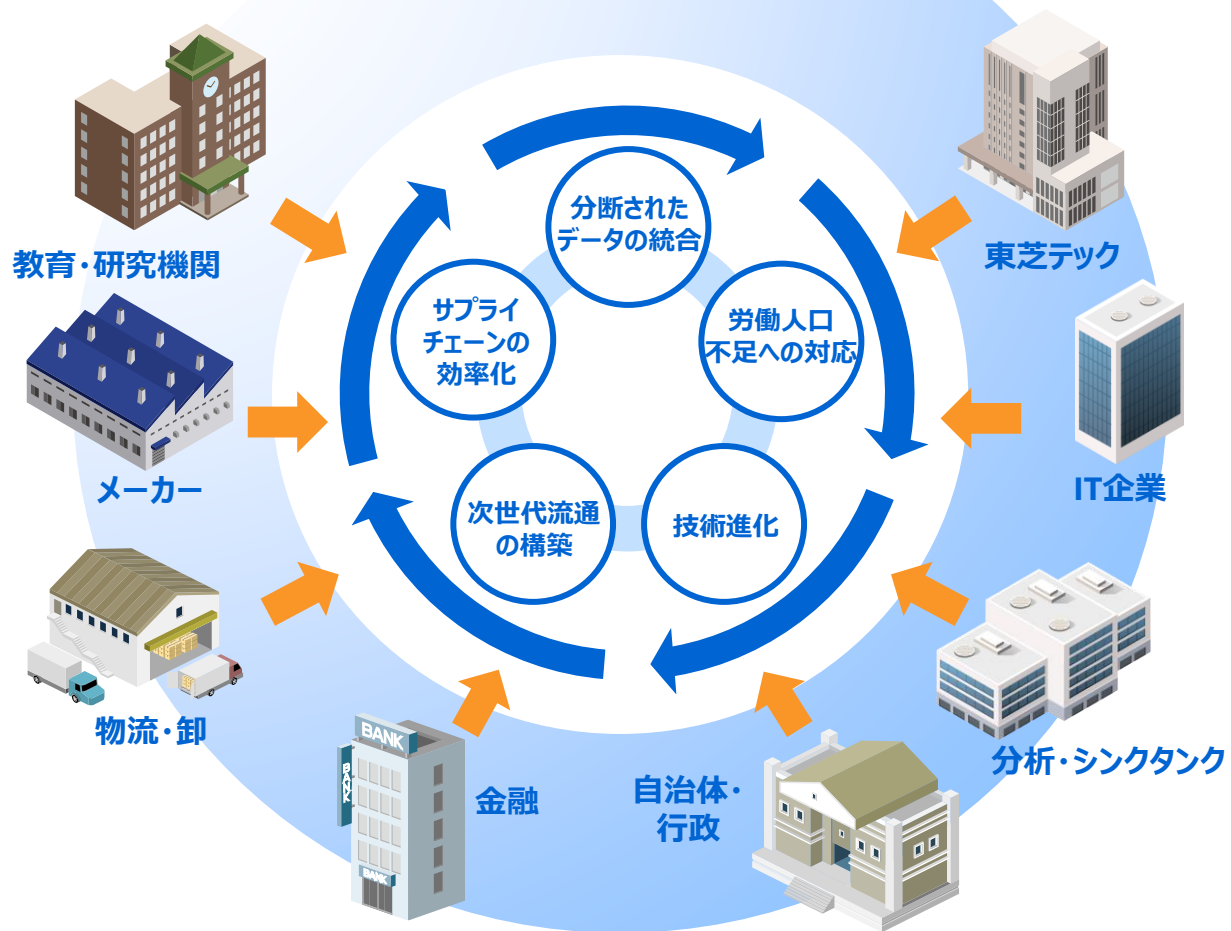 分断された
データの統合
労働人口
不足への対応
技術進化
次世代流通
の構築
サプライ
チェーンの
効率化
東芝テック
IT企業
分析・シンクタンク
自治体・
行政
金融
物流・卸
メーカー
教育・研究機関
BANK
BANK
BANK